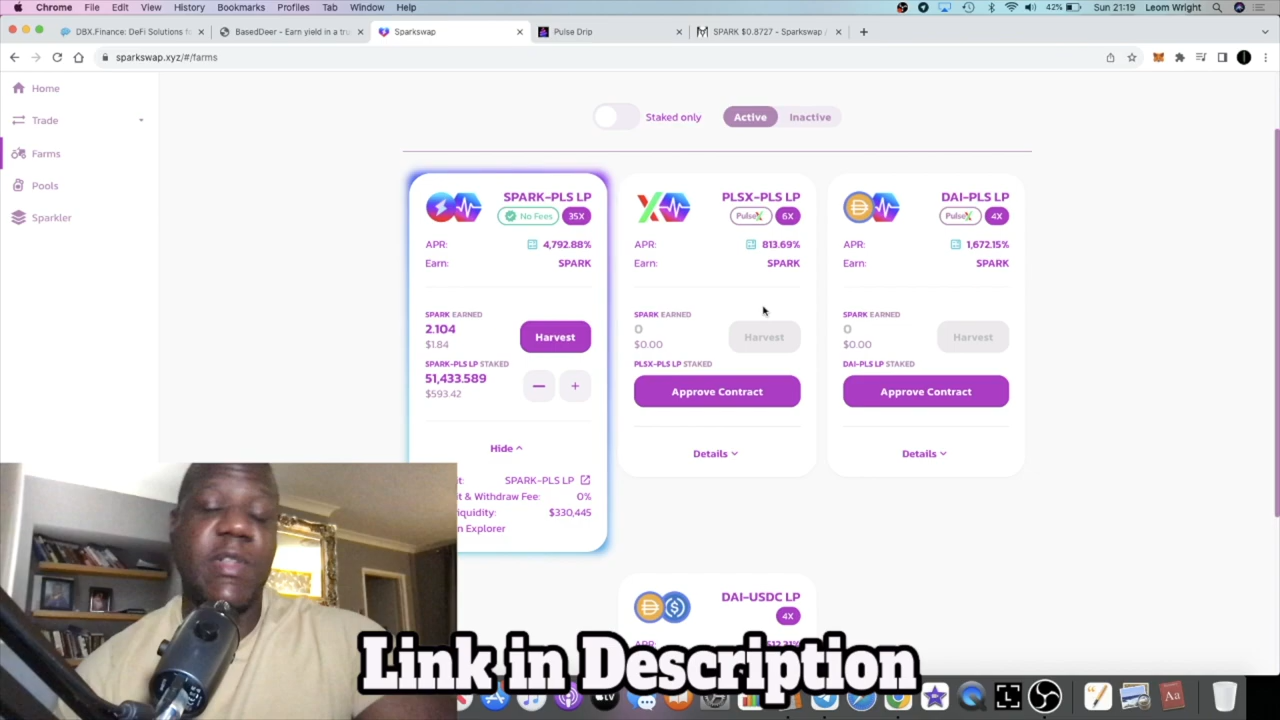 Chrome File Edit View History Bookmarks Profiles Tab Window Help 42% Sun 21:19 Leom Wright
DBX.Finance: DeFi Solutions f BasedDeer - Earn yield in a tru Sparkswap Pulse Drip SPARK $0.8727 - Sparkswap /
sparkswap.xyz/#/farms
Home
Trade
Farms
Pools
Sparkler
Staked only Active Inactive
SPARK-PLS LP
No Fees 35X
APR: 4,792.88%
Earn: SPARK
SPARK EARNED
2.104
$1.84
Harvest
SPARK-PLS LP STAKED
51,433.589
$593.42
Hide
SPARK-PLS LP
& Withdraw Fee: 0%
$330,445
Explorer
PLSX-PLS LP
PulseX 6X
APR: 813.69%
Earn: SPARK
SPARK EARNED
0
$0.00
Harvest
PLSX-PLS LP STAKED
Approve Contract
Details
DAI-PLS LP
PulseX 4X
APR: 1,672.15%
Earn: SPARK
SPARK EARNED
0
$0.00
Harvest
DAI-PLS LP STAKED
Approve Contract
Details
DAI-USDC LP
4X
Link in Description